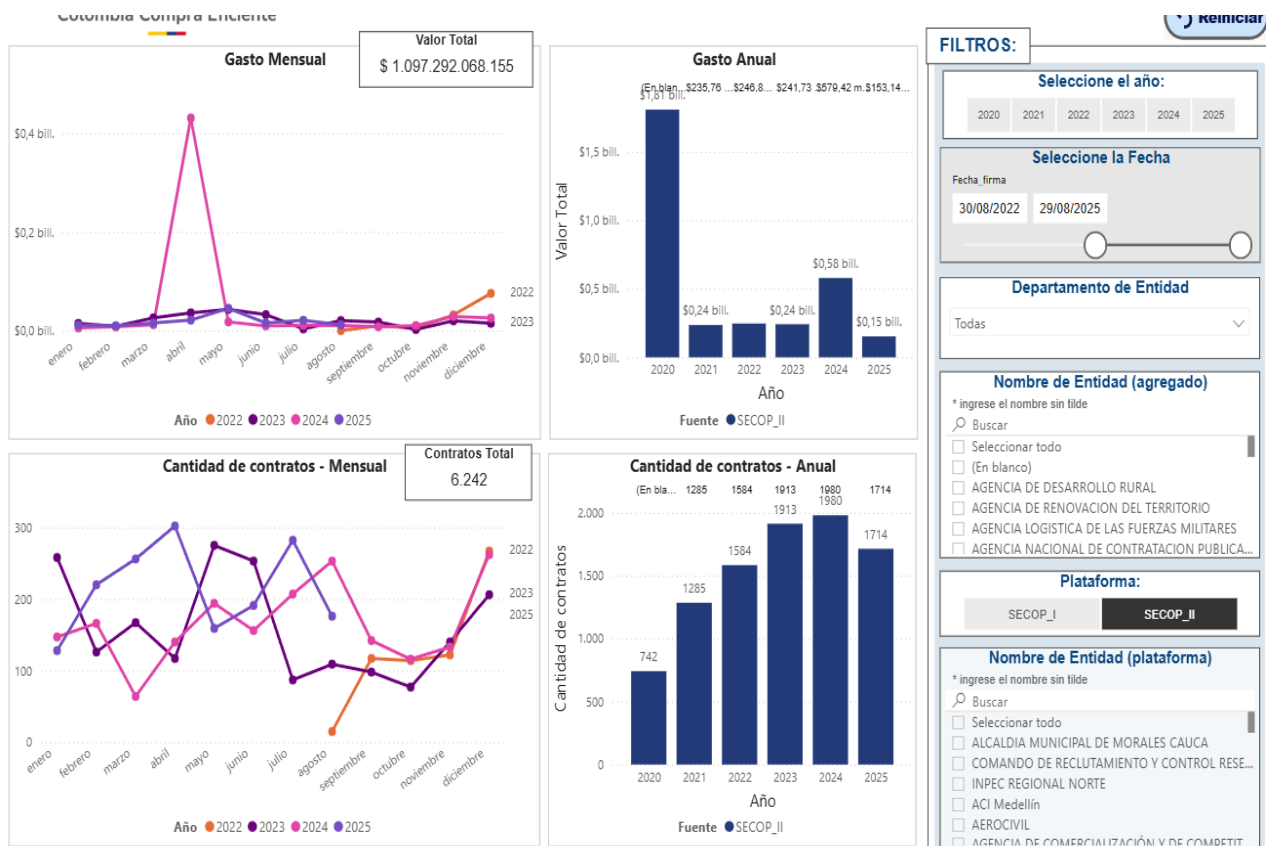 Colombia Compra Eficiente
Reiniciar
Gasto Mensual
Valor Total
$ 1.097.292.068.155
$0,4 bill.
$0,2 bill.
$0,0 bill.
2022
2023
enero febrero marzo abril mayo junio julio agosto septiembre octubre noviembre diciembre
Año 2022 2023 2024 2025
Gasto Anual
(En blan... $235,76 ... $246,8... $241,73 . $579,42 m. $153,14...
$1,81 bill.
$1,5 bill.
$1,0 bill.
$0,5 bill.
$0,0 bill.
$0,24 bill.
$0,24 bill.
$0,58 bill.
$0,15 bill.
Valor Total
2020 2021 2022 2023 2024 2025
Año
Fuente SECOP_II
Cantidad de contratos - Mensual
Contratos Total
6.242
300
200
100
0
2022
2023
2025
enero febrero marzo abril mayo junio julio agosto septiembre octubre noviembre diciembre
Año 2022 2023 2024 2025
Cantidad de contratos - Anual
(En bla... 1285 1584 1913 1980 1714
2.000
1.500
1.000
500
0
742
1285
1584
1913
1980
1714
Cantidad de contratos
2020 2021 2022 2023 2024 2025
Año
Fuente SECOP_II
FILTROS:
Seleccione el año:
2020 2021 2022 2023 2024 2025
Seleccione la Fecha
Fecha_firma
30/08/2022 29/08/2025
Departamento de Entidad
Todas
Nombre de Entidad (agregado)
* ingrese el nombre sin tilde
Buscar
Seleccionar todo
(En blanco)
AGENCIA DE DESARROLLO RURAL
AGENCIA DE RENOVACION DEL TERRITORIO
AGENCIA LOGISTICA DE LAS FUERZAS MILITARES
AGENCIA NACIONAL DE CONTRATACION PUBLICA...
Plataforma:
SECOP_I SECOP_II
Nombre de Entidad (plataforma)
* ingrese el nombre sin tilde
Buscar
Seleccionar todo
ALCALDIA MUNICIPAL DE MORALES CAUCA
COMANDO DE RECLUTAMIENTO Y CONTROL RESE...
INPEC REGIONAL NORTE
ACI Medellín
AEROCIVIL
AGENCIA DE COMERCIALIZACIÓN Y DE COMPETIT...